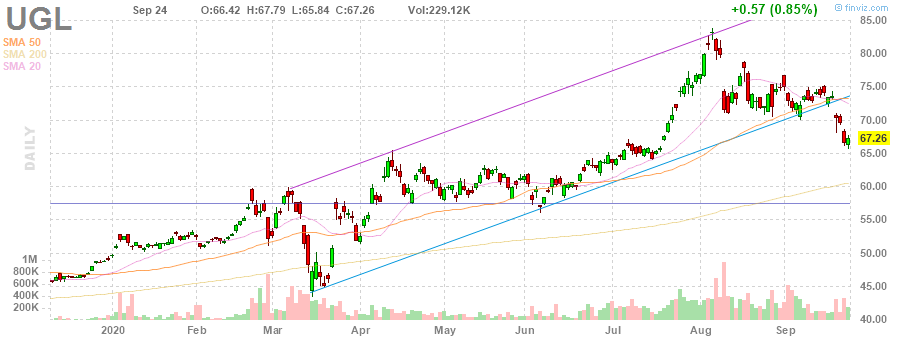 UGL
Sep 24 O:66.42 H:67.79 L:65.84 C:67.26 Vol:229.12K +0.57 (0.85%)
© finviz.com
SMA 50
SMA 200
SMA 20
DAILY
85.00
80.00
75.00
70.00
67.26
65.00
60.00
55.00
50.00
45.00
40.00
1M
800K
600K
400K
200K
2020 Feb Mar Apr May Jun Jul Aug Sep